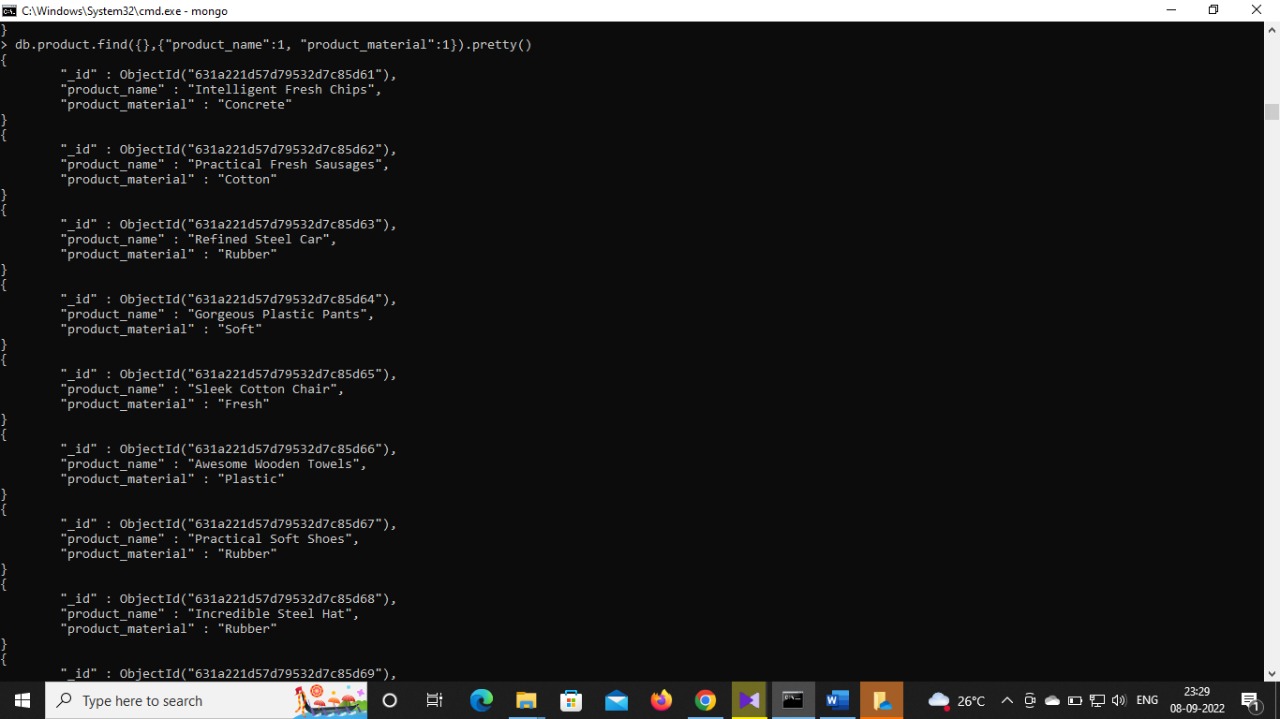 C:\Windows\System32\cmd.exe - mongo
}
> db.product.find({},{"product_name":1, "product_material":1}).pretty()
{
"_id" : ObjectId("631a221d57d79532d7c85d61"),
"product_name" : "Intelligent Fresh Chips",
"product_material" : "Concrete"
}
{
"_id" : ObjectId("631a221d57d79532d7c85d62"),
"product_name" : "Practical Fresh Sausages",
"product_material" : "Cotton"
}
{
"_id" : ObjectId("631a221d57d79532d7c85d63"),
"product_name" : "Refined Steel Car",
"product_material" : "Rubber"
}
{
"_id" : ObjectId("631a221d57d79532d7c85d64"),
"product_name" : "Gorgeous Plastic Pants",
"product_material" : "Soft"
}
{
"_id" : ObjectId("631a221d57d79532d7c85d65"),
"product_name" : "Sleek Cotton Chair",
"product_material" : "Fresh"
}
{
"_id" : ObjectId("631a221d57d79532d7c85d66"),
"product_name" : "Awesome Wooden Towels",
"product_material" : "Plastic"
}
{
"_id" : ObjectId("631a221d57d79532d7c85d67"),
"product_name" : "Practical Soft Shoes",
"product_material" : "Rubber"
}
{
"_id" : ObjectId("631a221d57d79532d7c85d68"),
"product_name" : "Incredible Steel Hat",
"product_material" : "Rubber"
}
{
"_id" : ObjectId("631a221d57d79532d7c85d69"),
Type here to search
26°C
ENG
23:29
08-09-2022
1